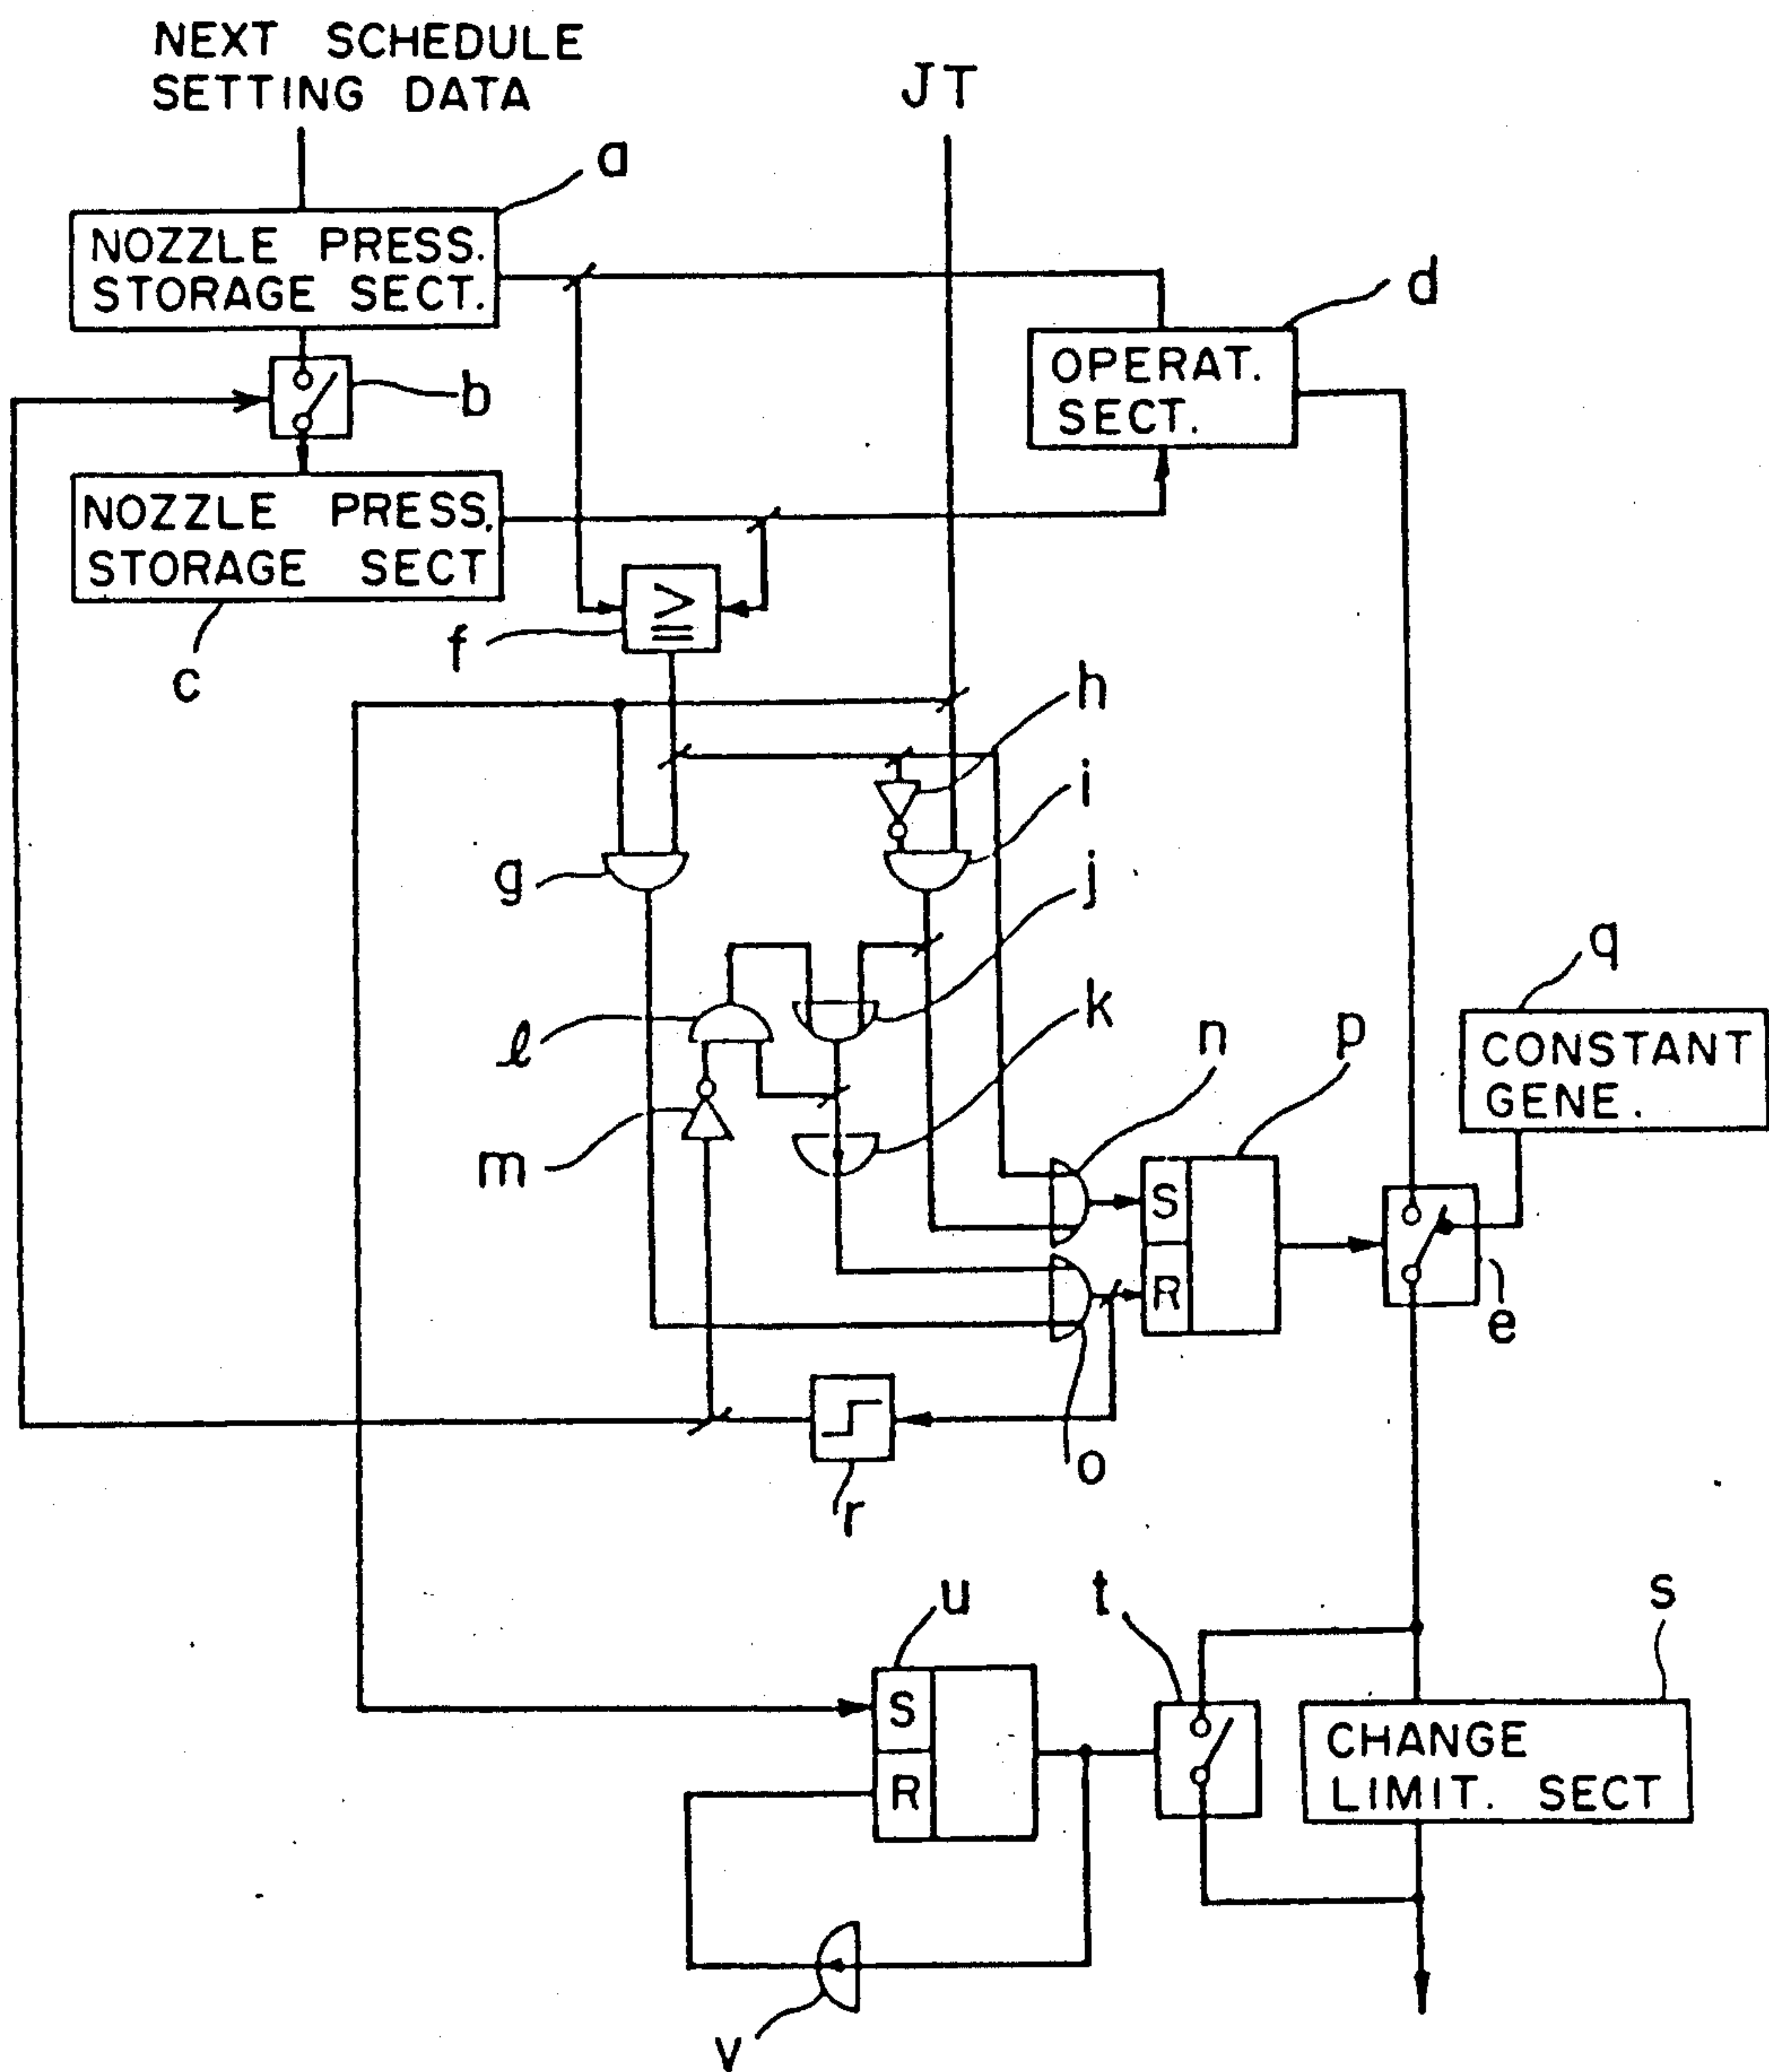 NEXT SCHEDULE
SETTING DATA
JT
a
NOZZLE PRESS.
STORAGE SECT.
d
b
OPERAT.
SECT.
NOZZLE PRESS.
STORAGE SECT
f
≥
c
h
i
g
j
q
k
l
n
p
CONSTANT
GENE.
m
S
R
e
o
r
u
t
s
S
CHANGE
LIMIT. SECT
R
v